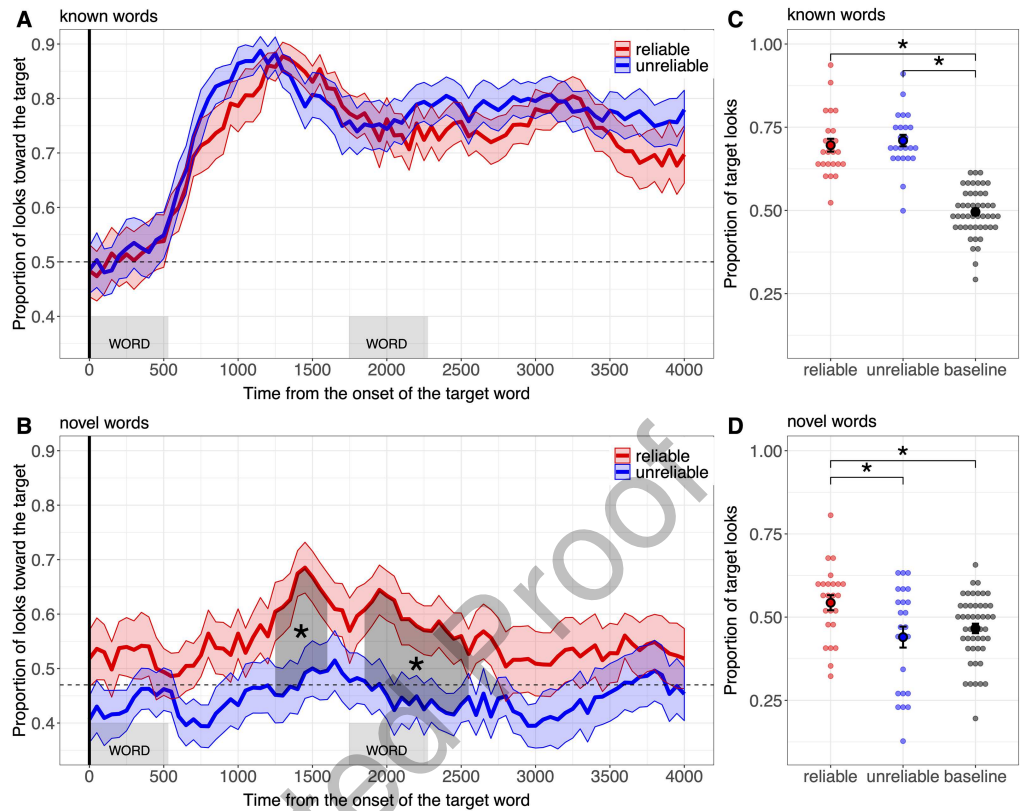 A known words
Proportion of looks toward the target
0.9
0.8
0.7
0.6
0.5
0.4
reliable
unreliable
WORD WORD
0 500 1000 1500 2000 2500 3000 3500 4000
Time from the onset of the target word
C known words
Proportion of target looks
1.00
0.75
0.50
0.25
* 
*
reliable unreliable baseline
B novel words
Proportion of looks toward the target
0.9
0.8
0.7
0.6
0.5
0.4
reliable
unreliable
*
*
WORD WORD
0 500 1000 1500 2000 2500 3000 3500 4000
Time from the onset of the target word
D novel words
Proportion of target looks
1.00
0.75
0.50
0.25
*
*
reliable unreliable baseline
ted Proof